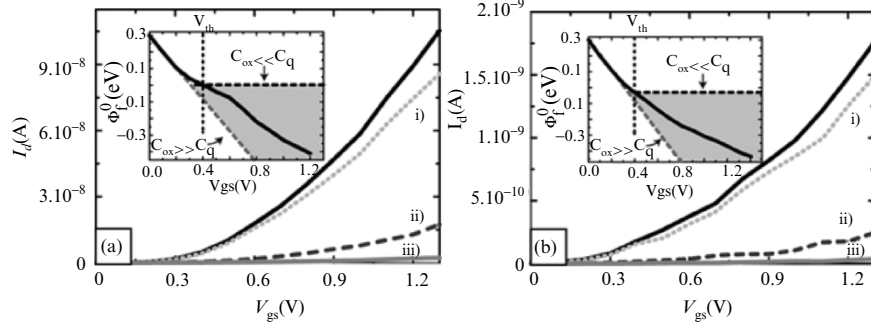 V_th
0.3
0.1
−0.1
−0.3
Φ_f^0 (eV)
C_ox<<C_q
C_ox>>C_q
0.0 0.4 0.8 1.2
Vgs(V)
9.10^-8
6.10^-8
3.10^-8
0
I_d(A)
i)
ii)
iii)
(a)
0 0.3 0.6 0.9 1.2
V_gs(V)
V_th
0.3
0.1
−0.1
−0.3
Φ_f^0 (eV)
C_ox<<C_q
C_ox>>C_q
0.0 0.4 0.8 1.2
Vgs(V)
2.10^-9
1.5·10^-9
1·10^-9
5.10^-10
0
I_d(A)
i)
ii)
iii)
(b)
0 0.3 0.6 0.9 1.2
V_gs(V)